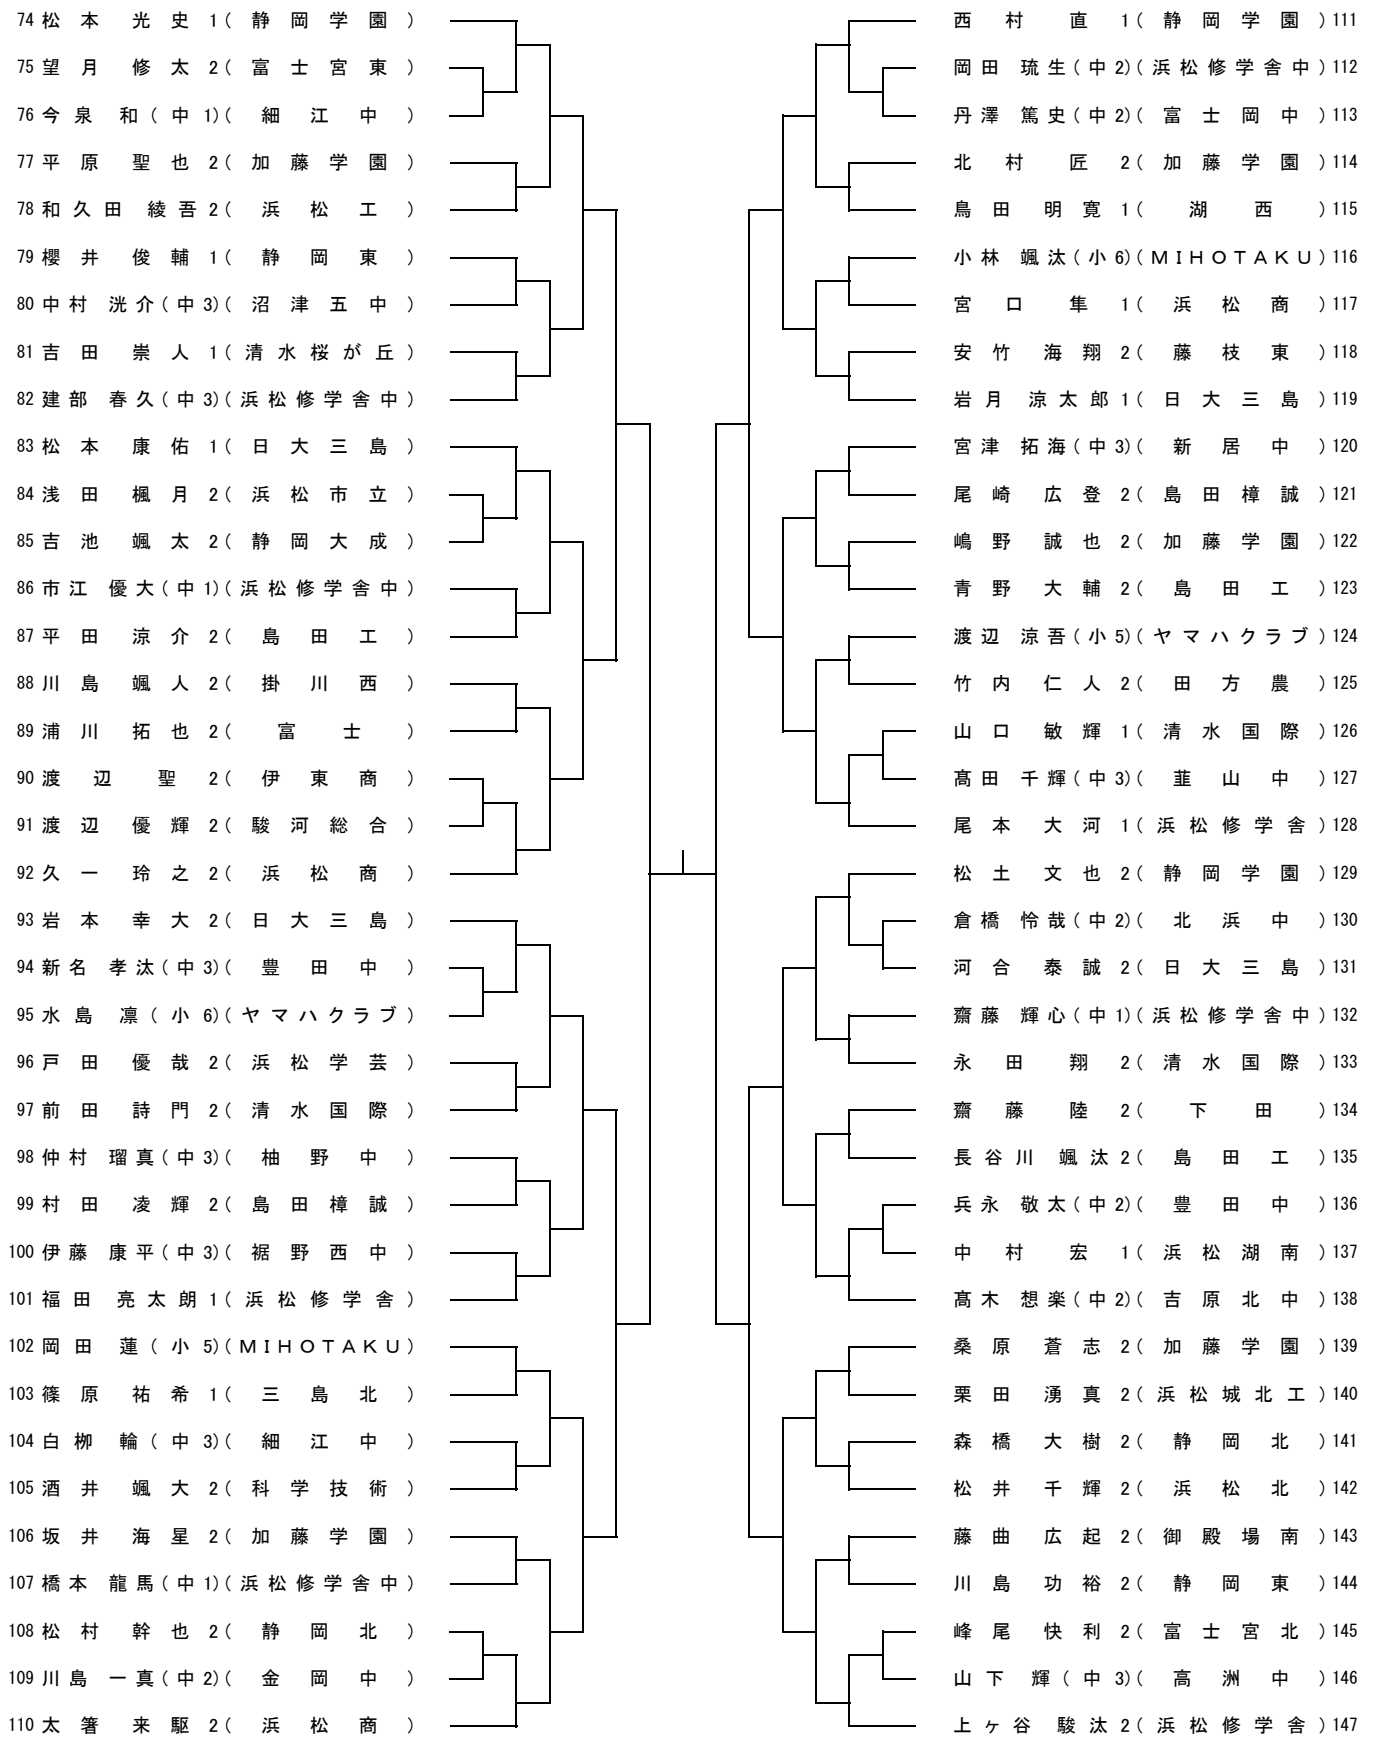 74 松本 光史 1 ( 静岡学園 )
75 望月 修太 2 ( 富士宮東 )
76 今泉 和 ( 中 1) ( 細江中 )
77 平原 聖也 2 ( 加藤学園 )
78 和久田 綾吾 2 ( 浜松工 )
79 櫻井 俊輔 1 ( 静岡東 )
80 中村 洸介 ( 中 3) ( 沼津五中 )
81 吉田 崇人 1 ( 清水桜が丘 )
82 建部 春久 ( 中 3) ( 浜松修学舎中 )
83 松本 康佑 1 ( 日大三島 )
84 浅田 楓月 2 ( 浜松市立 )
85 吉池 颯太 2 ( 静岡大成 )
86 市江 優大 ( 中 1) ( 浜松修学舎中 )
87 平田 涼介 2 ( 島田工 )
88 川島 颯人 2 ( 掛川西 )
89 浦川 拓也 2 ( 富士 )
90 渡辺 聖 2 ( 伊東商 )
91 渡辺 優輝 2 ( 駿河総合 )
92 久一 玲之 2 ( 浜松商 )
93 岩本 幸大 2 ( 日大三島 )
94 新名 孝汰 ( 中 3) ( 豊田中 )
95 水島 凛 ( 小 6) ( ヤマハクラブ )
96 戸田 優哉 2 ( 浜松学芸 )
97 前田 詩門 2 ( 清水国際 )
98 仲村 瑠真 ( 中 3) ( 柚野中 )
99 村田 凌輝 2 ( 島田樟誠 )
100 伊藤 康平 ( 中 3) ( 裾野西中 )
101 福田 亮太朗 1 ( 浜松修学舎 )
102 岡田 蓮 ( 小 5) ( MIHOTAKU )
103 篠原 祐希 1 ( 三島北 )
104 白栁 輪 ( 中 3) ( 細江中 )
105 酒井 颯大 2 ( 科学技術 )
106 坂井 海星 2 ( 加藤学園 )
107 橋本 龍馬 ( 中 1) ( 浜松修学舎中 )
108 松村 幹也 2 ( 静岡北 )
109 川島 一真 ( 中 2) ( 金岡中 )
110 太箸 来駆 2 ( 浜松商 )
西村 直 1 ( 静岡学園 ) 111
岡田 琉生 ( 中 2) ( 浜松修学舎中 ) 112
丹澤 篤史 ( 中 2) ( 富士岡中 ) 113
北村 匠 2 ( 加藤学園 ) 114
鳥田 明寛 1 ( 湖西 ) 115
小林 颯汰 ( 小 6) ( MIHOTAKU ) 116
宮口 隼 1 ( 浜松商 ) 117
安竹 海翔 2 ( 藤枝東 ) 118
岩月 涼太郎 1 ( 日大三島 ) 119
宮津 拓海 ( 中 3) ( 新居中 ) 120
尾崎 広登 2 ( 島田樟誠 ) 121
嶋野 誠也 2 ( 加藤学園 ) 122
青野 大輔 2 ( 島田工 ) 123
渡辺 涼吾 ( 小 5) ( ヤマハクラブ ) 124
竹内 仁人 2 ( 田方農 ) 125
山口 敏輝 1 ( 清水国際 ) 126
髙田 千輝 ( 中 3) ( 韮山中 ) 127
尾本 大河 1 ( 浜松修学舎 ) 128
松土 文也 2 ( 静岡学園 ) 129
倉橋 怜哉 ( 中 2) ( 北浜中 ) 130
河合 泰誠 2 ( 日大三島 ) 131
齋藤 輝心 ( 中 1) ( 浜松修学舎中 ) 132
永田 翔 2 ( 清水国際 ) 133
齋藤 陸 2 ( 下田 ) 134
長谷川 颯汰 2 ( 島田工 ) 135
兵永 敬太 ( 中 2) ( 豊田中 ) 136
中村 宏 1 ( 浜松湖南 ) 137
髙木 想楽 ( 中 2) ( 吉原北中 ) 138
桑原 蒼志 2 ( 加藤学園 ) 139
栗田 湧真 2 ( 浜松城北工 ) 140
森橋 大樹 2 ( 静岡北 ) 141
松井 千輝 2 ( 浜松北 ) 142
藤曲 広起 2 ( 御殿場南 ) 143
川島 功裕 2 ( 静岡東 ) 144
峰尾 快利 2 ( 富士宮北 ) 145
山下 輝 ( 中 3) ( 高洲中 ) 146
上ヶ谷 駿汰 2 ( 浜松修学舎 ) 147